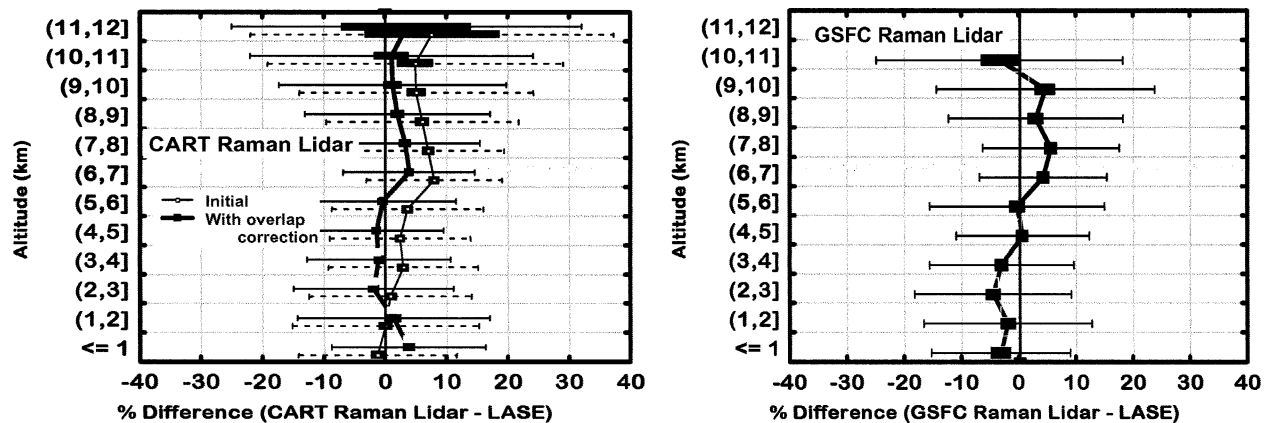 (11,12]
(10,11]
(9,10]
(8,9]
(7,8]
(6,7]
(5,6]
(4,5]
(3,4]
(2,3]
(1,2]
<= 1
Altitude (km)
CART Raman Lidar
Initial
With overlap
correction
-40 -30 -20 -10 0 10 20 30 40
% Difference (CART Raman Lidar - LASE)
(11,12]
(10,11]
(9,10]
(8,9]
(7,8]
(6,7]
(5,6]
(4,5]
(3,4]
(2,3]
(1,2]
<= 1
Altitude (km)
GSFC Raman Lidar
-40 -30 -20 -10 0 10 20 30 40
% Difference (GSFC Raman Lidar - LASE)